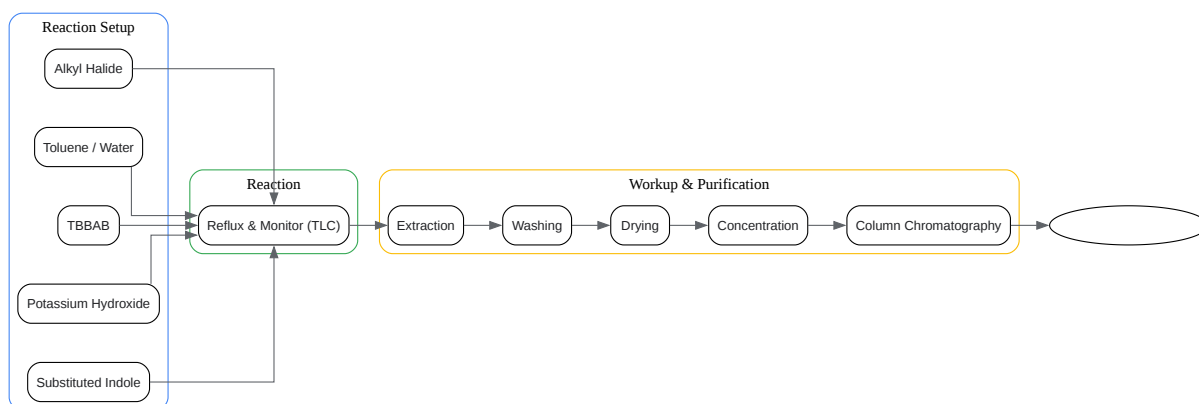 Reaction Setup
Alkyl Halide
Toluene / Water
TBBAB
Potassium Hydroxide
Substituted Indole
Reaction
Reflux & Monitor (TLC)
Workup & Purification
Extraction
Washing
Drying
Concentration
Column Chromatography